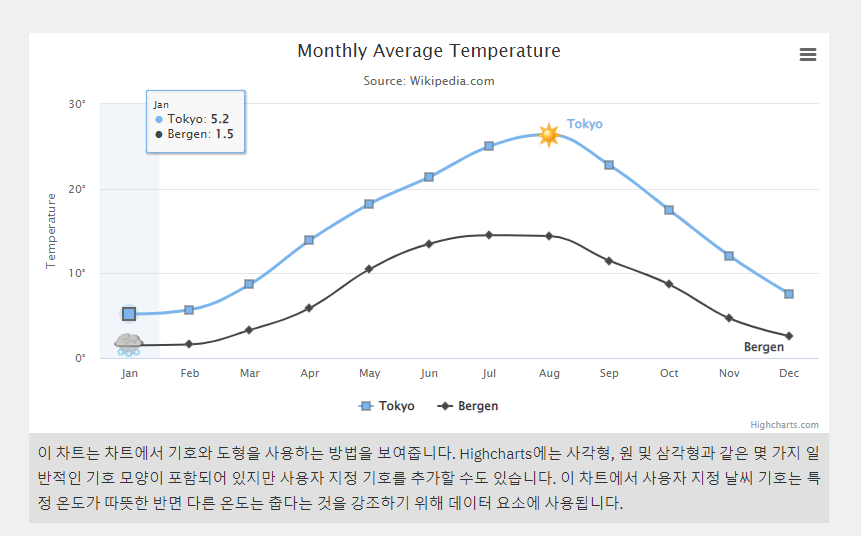 Monthly Average Temperature
Source: Wikipedia.com
Jan
Tokyo: 5.2
Bergen: 1.5
Tokyo
30°
20°
10°
0°
Temperature
Bergen
Jan Feb Mar Apr May Jun Jul Aug Sep Oct Nov Dec
Tokyo Bergen
Highcharts.com
이 차트는 차트에서 기호와 도형을 사용하는 방법을 보여줍니다. Highcharts에는 사각형, 원 및 삼각형과 같은 몇 가지 일
반적인 기호 모양이 포함되어 있지만 사용자 지정 기호를 추가할 수도 있습니다. 이 차트에서 사용자 지정 날씨 기호는 특
정 온도가 따뜻한 반면 다른 온도는 춥다는 것을 강조하기 위해 데이터 요소에 사용됩니다.